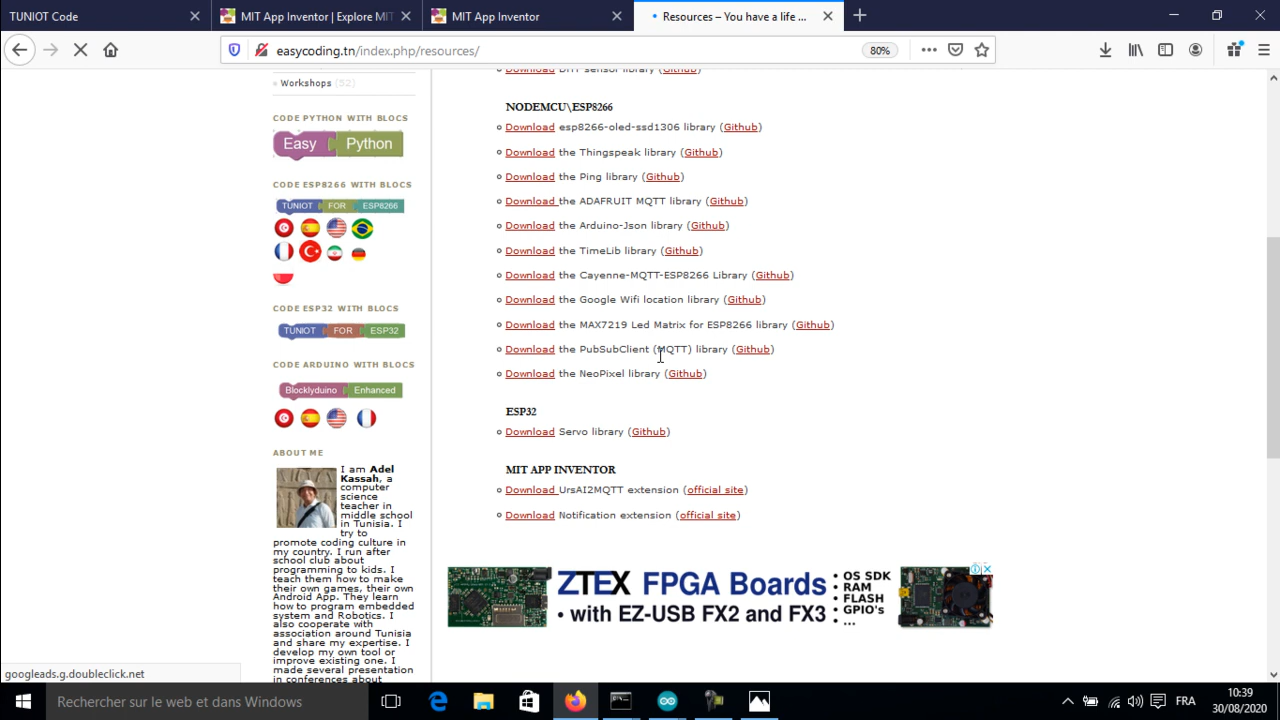 TUNIOT Code
MIT App Inventor | Explore MIT
MIT App Inventor
Resources – You have a life ...
easycoding.tn/index.php/resources/
80%
Workshops (52)
CODE PYTHON WITH BLOCS
Easy Python
CODE ESP8266 WITH BLOCS
TUNIOT FOR ESP8266
CODE ESP32 WITH BLOCS
TUNIOT FOR ESP32
CODE ARDUINO WITH BLOCS
Blocklyduino Enhanced
ABOUT ME
I am Adel
Kassah, a
computer
science
teacher in
middle school
in Tunisia. I
try to
promote coding culture in
my country. I run after
school club about
programming to kids. I
teach them how to make
their own games, their own
Android App. They learn
how to program embedded
system and Robotics. I
also cooperate with
association around Tunisia
and share my expertise. I
develop my own tool or
improve existing one. I
made several presentation
in conferences about
Download DHT sensor library (Github)
NODEMCU\ESP8266
Download esp8266-oled-ssd1306 library (Github)
Download the Thingspeak library (Github)
Download the Ping library (Github)
Download the ADAFRUIT MQTT library (Github)
Download the Arduino-Json library (Github)
Download the TimeLib library (Github)
Download the Cayenne-MQTT-ESP8266 Library (Github)
Download the Google Wifi location library (Github)
Download the MAX7219 Led Matrix for ESP8266 library (Github)
Download the PubSubClient (MQTT) library (Github)
Download the NeoPixel library (Github)
ESP32
Download Servo library (Github)
MIT APP INVENTOR
Download UrsAI2MQTT extension (official site)
Download Notification extension (official site)
ZTEX FPGA Boards
• with EZ-USB FX2 and FX3
: OS SDK
: RAM
: FLASH
: GPIO's
: ...
googleads.g.doubleclick.net
Rechercher sur le web et dans Windows
FRA
10:39
30/08/2020